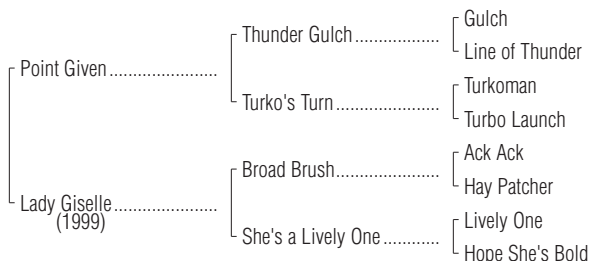 Gulch
Thunder Gulch
Line of Thunder
Point Given
Turkoman
Turko's Turn
Turbo Launch
Ack Ack
Broad Brush
Hay Patcher
Lady Giselle
(1999)
Lively One
She's a Lively One
Hope She's Bold